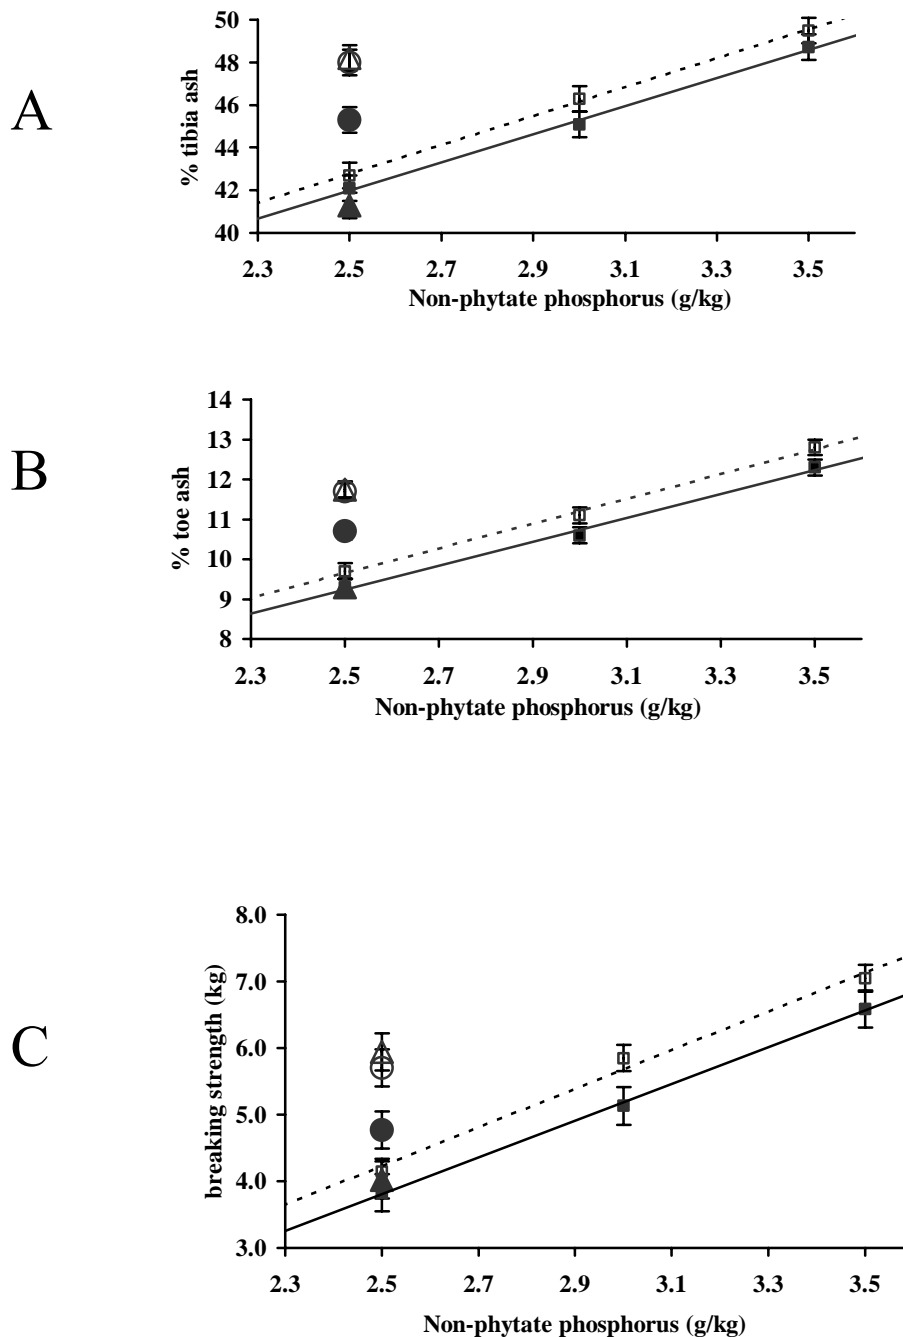 A
% tibia ash
50
48
46
44
42
40
2.3 2.5 2.7 2.9 3.1 3.3 3.5
Non-phytate phosphorus (g/kg)
B
% toe ash
14
13
12
11
10
9
8
2.3 2.5 2.7 2.9 3.1 3.3 3.5
Non-phytate phosphorus (g/kg)
C
breaking strength (kg)
8.0
7.0
6.0
5.0
4.0
3.0
2.3 2.5 2.7 2.9 3.1 3.3 3.5
Non-phytate phosphorus (g/kg)